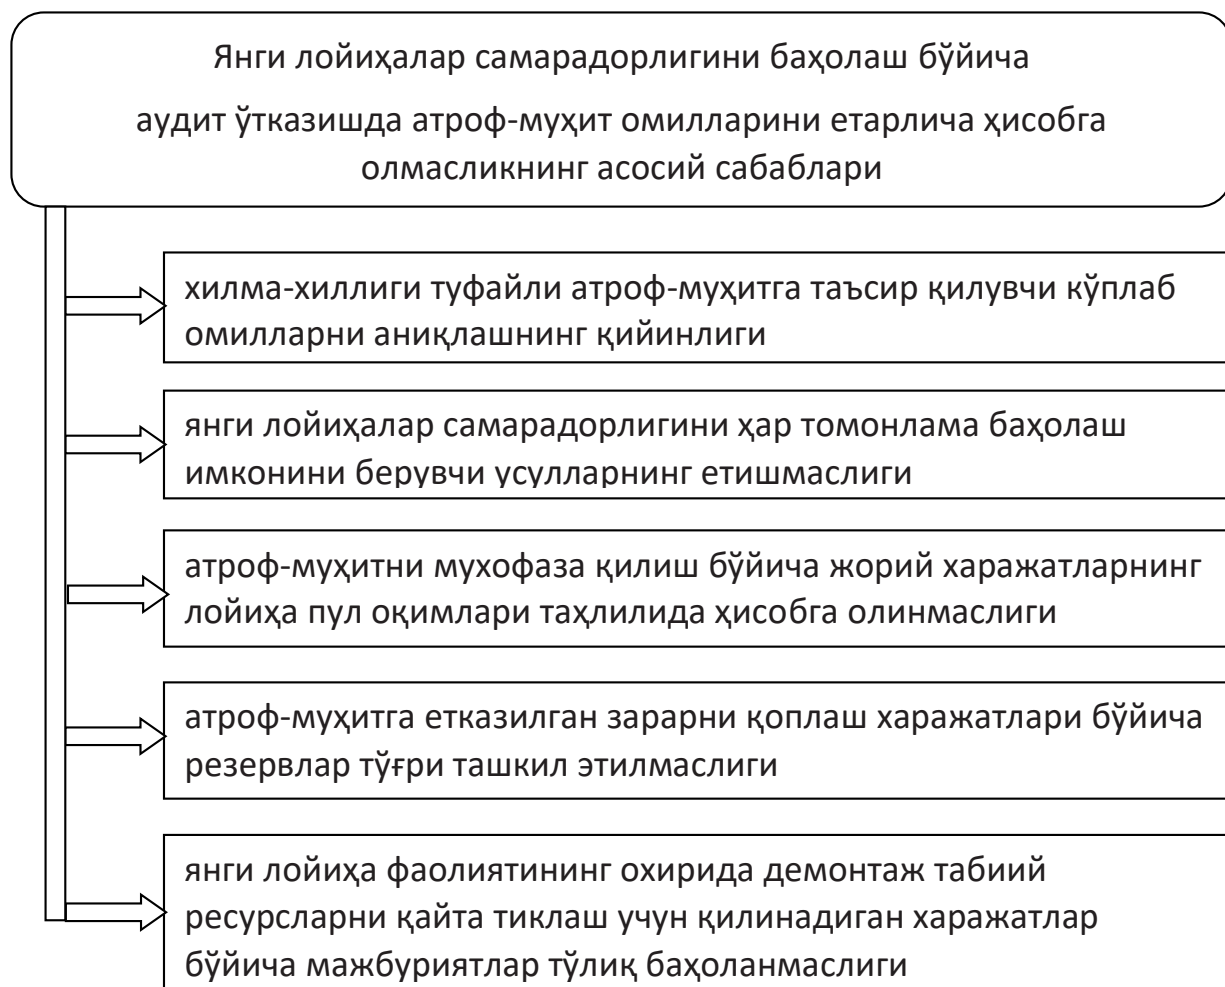 Янги лойиҳалар самарадорлигини баҳолаш бўйича
аудит ўтказишда атроф-муҳит омилларини етарлича ҳисобга
олмасликнинг асосий сабаблари
хилма-хиллиги туфайли атроф-муҳитга таъсир қилувчи кўплаб
омилларни аниқлашнинг қийинлиги
янги лойиҳалар самарадорлигини ҳар томонлама баҳолаш
имконини берувчи усулларнинг етишмаслиги
атроф-муҳитни мухофаза қилиш бўйича жорий харажатларнинг
лойиҳа пул оқимлари таҳлилида ҳисобга олинмаслиги
атроф-муҳитга етказилган зарарни қоплаш харажатлари бўйича
резервлар тўғри ташкил этилмаслиги
янги лойиҳа фаолиятининг охирида демонтаж табиий
ресурсларни қайта тиклаш учун қилинадиган харажатлар
бўйича мажбуриятлар тўлиқ баҳоланмаслиги